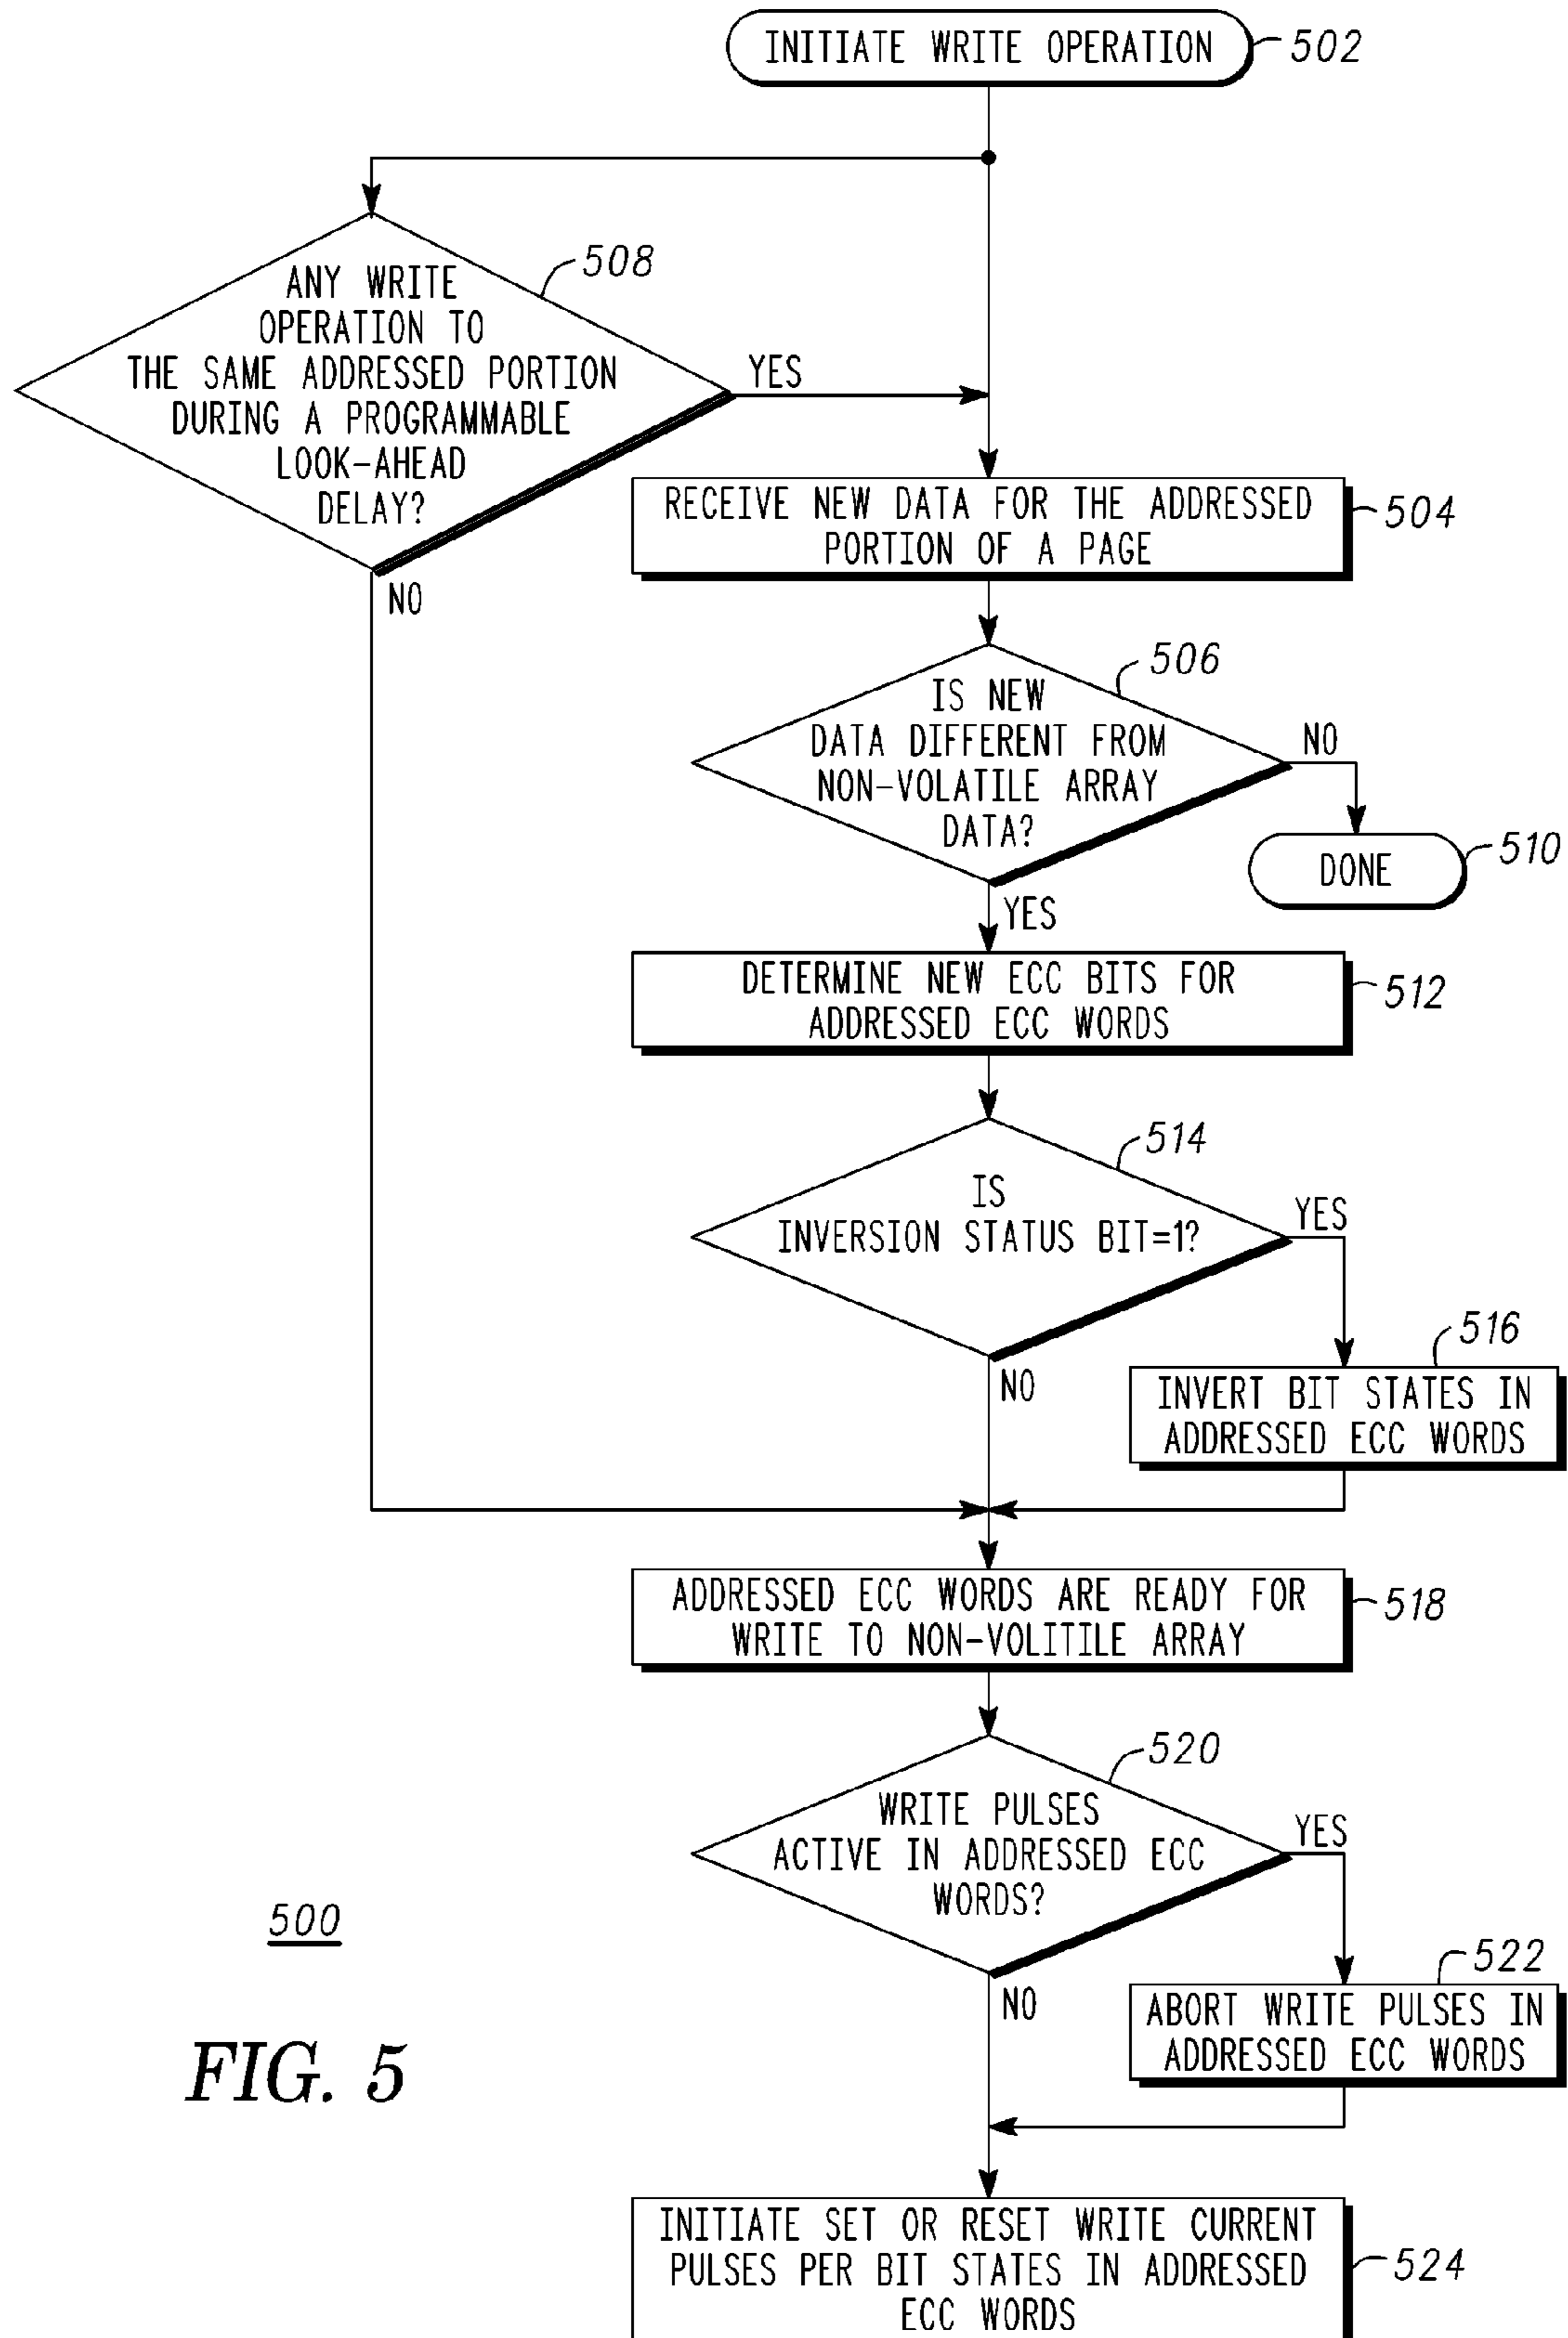 INITIATE WRITE OPERATION
502
ANY WRITE
OPERATION TO
THE SAME ADDRESSED PORTION
DURING A PROGRAMMABLE
LOOK-AHEAD
DELAY?
508
YES
NO
RECEIVE NEW DATA FOR THE ADDRESSED
PORTION OF A PAGE
504
IS NEW
DATA DIFFERENT FROM
NON-VOLATILE ARRAY
DATA?
506
NO
DONE
510
YES
DETERMINE NEW ECC BITS FOR
ADDRESSED ECC WORDS
512
IS
INVERSION STATUS BIT=1?
514
YES
NO
INVERT BIT STATES IN
ADDRESSED ECC WORDS
516
ADDRESSED ECC WORDS ARE READY FOR
WRITE TO NON-VOLITILE ARRAY
518
WRITE PULSES
ACTIVE IN ADDRESSED ECC
WORDS?
520
YES
NO
ABORT WRITE PULSES IN
ADDRESSED ECC WORDS
522
INITIATE SET OR RESET WRITE CURRENT
PULSES PER BIT STATES IN ADDRESSED
ECC WORDS
524
500
FIG. 5